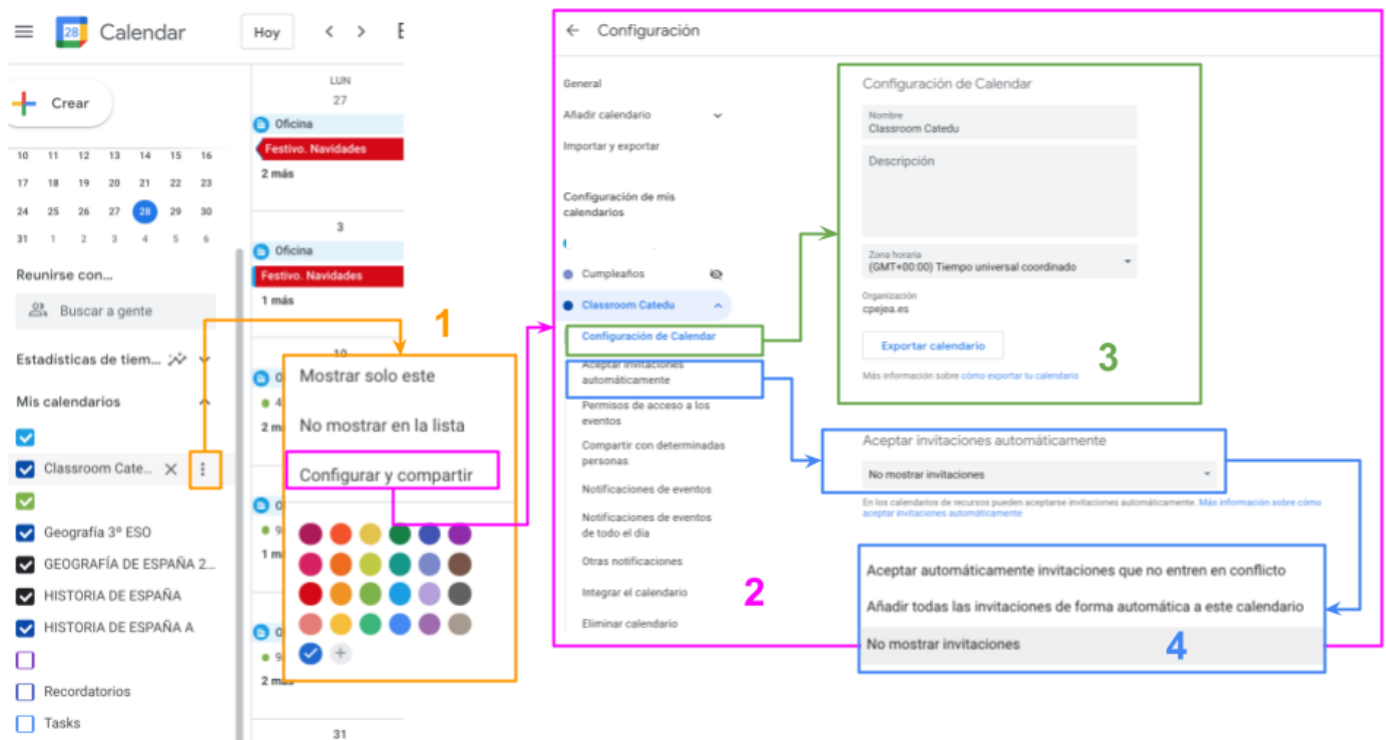 28
Calendar
Hoy
Crear
10 11 12 13 14 15 16
17 18 19 20 21 22 23
24 25 26 27 28 29 30
31 1 2 3 4 5 6
Reunirse con...
Buscar a gente
Estadísticas de tiem...
Mis calendarios
Classroom Cate...
Geografía 3º ESO
GEOGRAFÍA DE ESPAÑA 2...
HISTORIA DE ESPAÑA
HISTORIA DE ESPAÑA A
Recordatorios
Tasks
LUN
27
Oficina
Festivo. Navidades
2 más
3
Oficina
Festivo. Navidades
1 más
10
31
1
Mostrar solo este
No mostrar en la lista
Configurar y compartir
Configuración
General
Añadir calendario
Importar y exportar
Configuración de mis
calendarios
Cumpleaños
Classroom Catedu
Configuración de Calendar
Aceptar invitaciones
automáticamente
Permisos de acceso a los
eventos
Compartir con determinadas
personas
Notificaciones de eventos
Notificaciones de eventos
de todo el día
Otras notificaciones
Integrar el calendario
Eliminar calendario
2
Configuración de Calendar
Nombre
Classroom Catedu
Descripción
Zona horaria
(GMT+00:00) Tiempo universal coordinado
Organización
cpejea.es
Exportar calendario
3
Más información sobre cómo exportar tu calendario
Aceptar invitaciones automáticamente
No mostrar invitaciones
En los calendarios de recursos pueden aceptarse invitaciones automáticamente. Más información sobre cómo
aceptar invitaciones automáticamente
Aceptar automáticamente invitaciones que no entren en conflicto
Añadir todas las invitaciones de forma automática a este calendario
No mostrar invitaciones
4